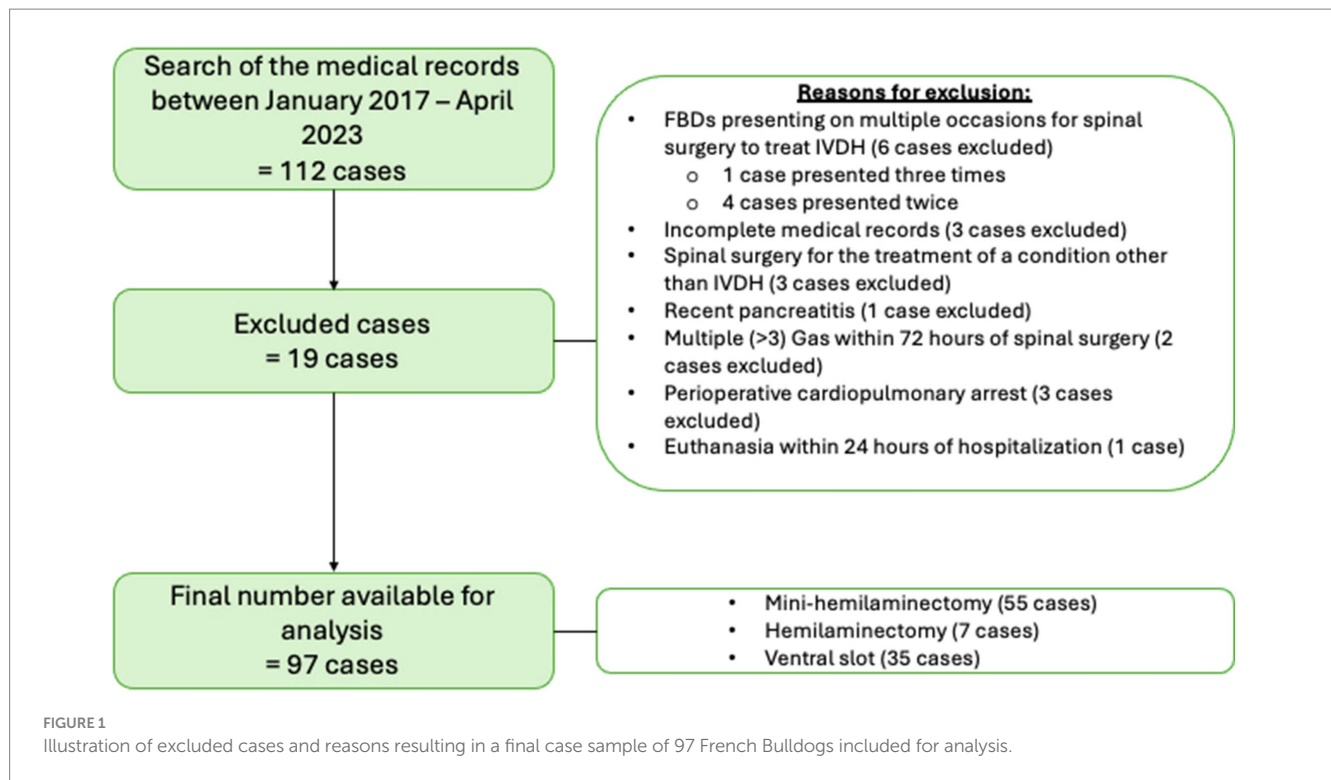 Search of the medical records
between January 2017 – April
2023
= 112 cases
Excluded cases
= 19 cases
Reasons for exclusion:
• FBDs presenting on multiple occasions for spinal
surgery to treat IVDH (6 cases excluded)
o 1 case presented three times
o 4 cases presented twice
• Incomplete medical records (3 cases excluded)
• Spinal surgery for the treatment of a condition other
than IVDH (3 cases excluded)
• Recent pancreatitis (1 case excluded)
• Multiple (>3) Gas within 72 hours of spinal surgery (2
cases excluded)
• Perioperative cardiopulmonary arrest (3 cases
excluded)
• Euthanasia within 24 hours of hospitalization (1 case)
Final number available for
analysis
= 97 cases
• Mini-hemilaminectomy (55 cases)
• Hemilaminectomy (7 cases)
• Ventral slot (35 cases)
FIGURE 1
Illustration of excluded cases and reasons resulting in a final case sample of 97 French Bulldogs included for analysis.